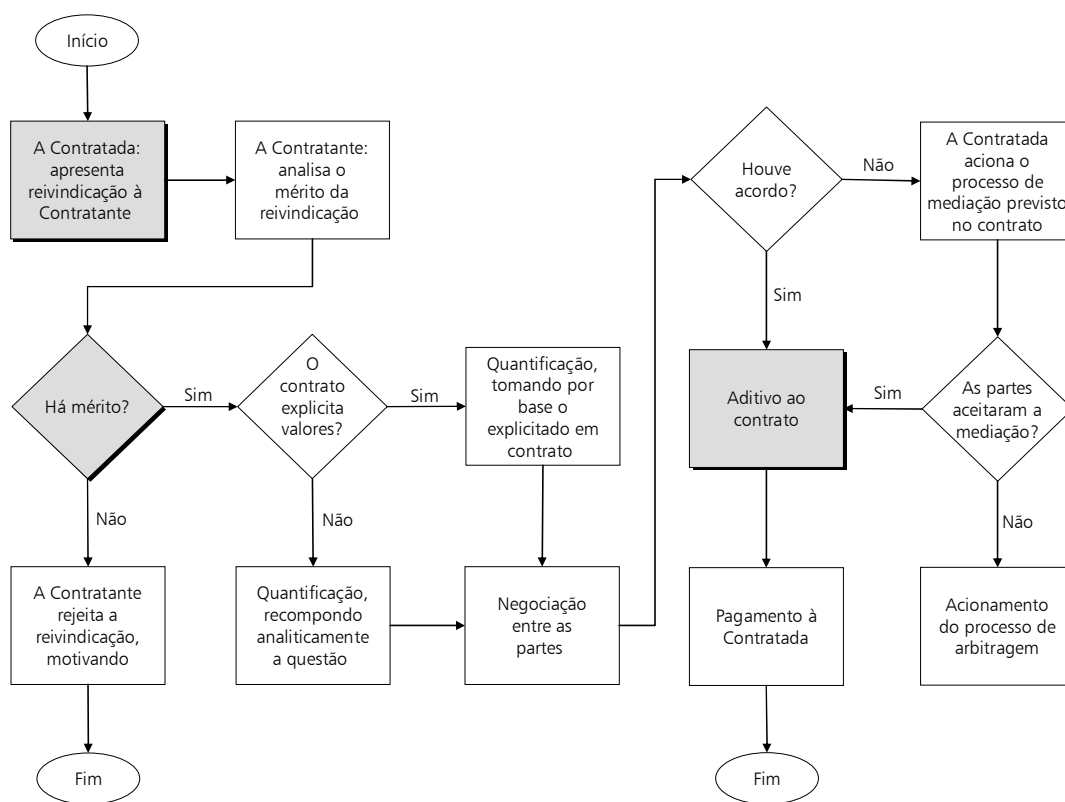 Início
A Contratada:
apresenta
reivindicação à
Contratante
A Contratante:
analisa o
mérito da
reivindicação
Há mérito?
Sim
Não
O
contrato
explicita
valores?
Sim
Não
Quantificação,
tomando por
base o
explicitado em
contrato
A Contratante
rejeita a
reivindicação,
motivando
Fim
Quantificação,
recompondo
analiticamente
a questão
Negociação
entre as
partes
Houve
acordo?
Não
Sim
A Contratada
aciona o
processo de
mediação previsto
no contrato
Aditivo ao
contrato
Sim
As partes
aceitaram a
mediação?
Não
Pagamento à
Contratada
Acionamento
do processo de
arbitragem
Fim